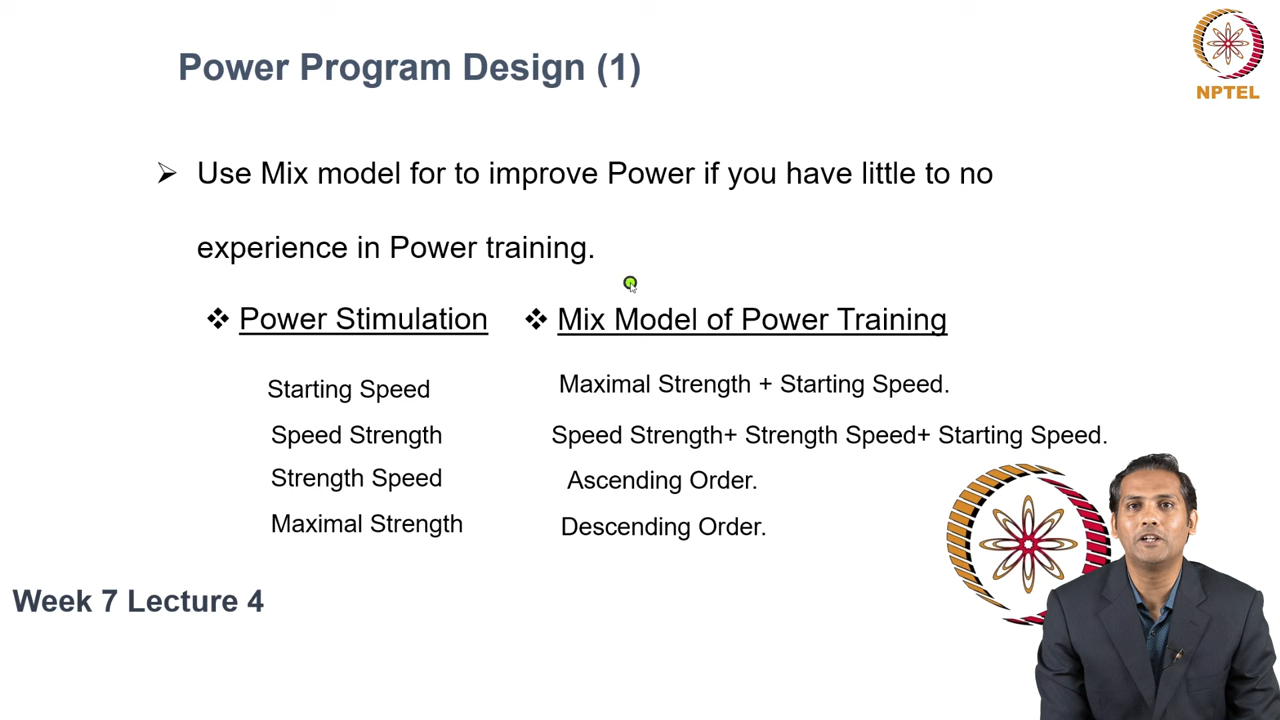 Power Program Design (1)
NPTEL
Use Mix model for to improve Power if you have little to no
experience in Power training.
Power Stimulation
Starting Speed
Speed Strength
Strength Speed
Maximal Strength
Mix Model of Power Training
Maximal Strength + Starting Speed.
Speed Strength+ Strength Speed+ Starting Speed.
Ascending Order.
Descending Order.
Week 7 Lecture 4